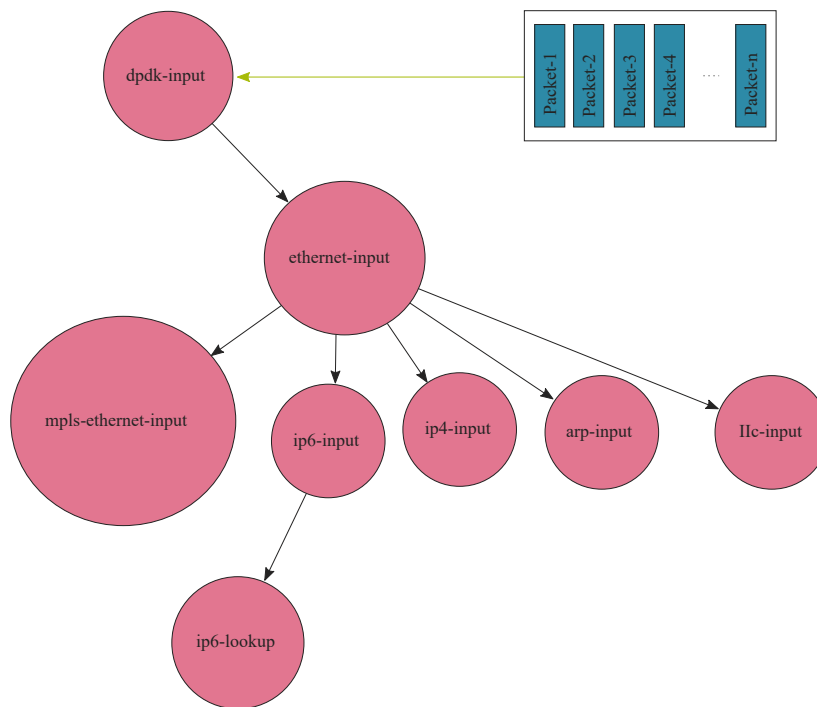 dpdk-input
Packet-1
Packet-2
Packet-3
Packet-4
.....
Packet-n
ethernet-input
mpls-ethernet-input
ip6-input
ip4-input
arp-input
IIc-input
ip6-lookup